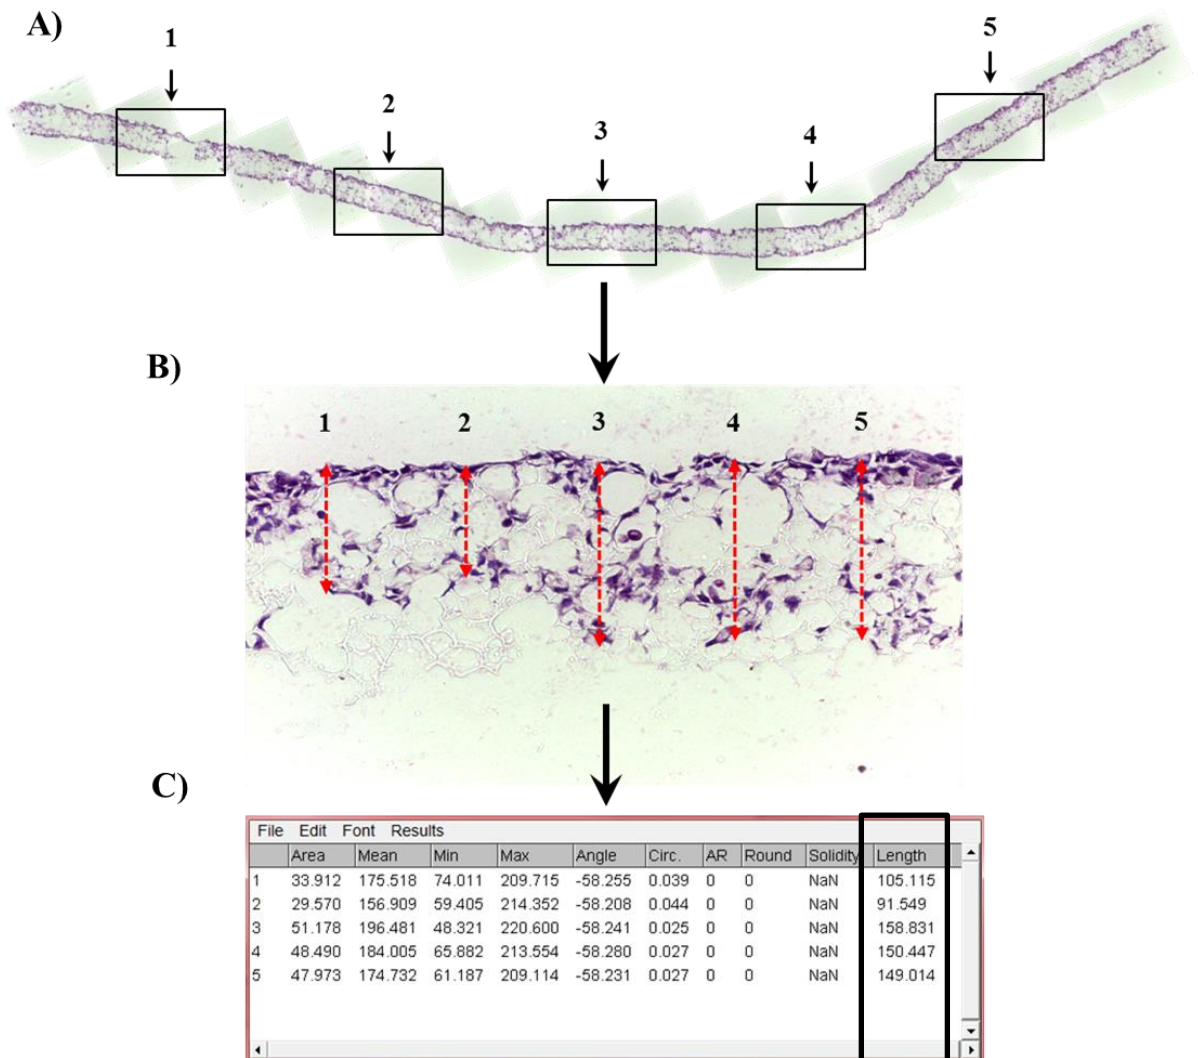 A)
1
2
3
4
5
B)
1 2 3 4 5
C)
File Edit Font Results
Area Mean Min Max Angle Circ. AR Round Solidity Length
1 33.912 175.518 74.011 209.715 -58.255 0.039 0 0 NaN 105.115
2 29.570 156.909 59.405 214.352 -58.208 0.044 0 0 NaN 91.549
3 51.178 196.481 48.321 220.600 -58.241 0.025 0 0 NaN 158.831
4 48.490 184.005 65.882 213.554 -58.280 0.027 0 0 NaN 150.447
5 47.973 174.732 61.187 209.114 -58.231 0.027 0 0 NaN 149.014